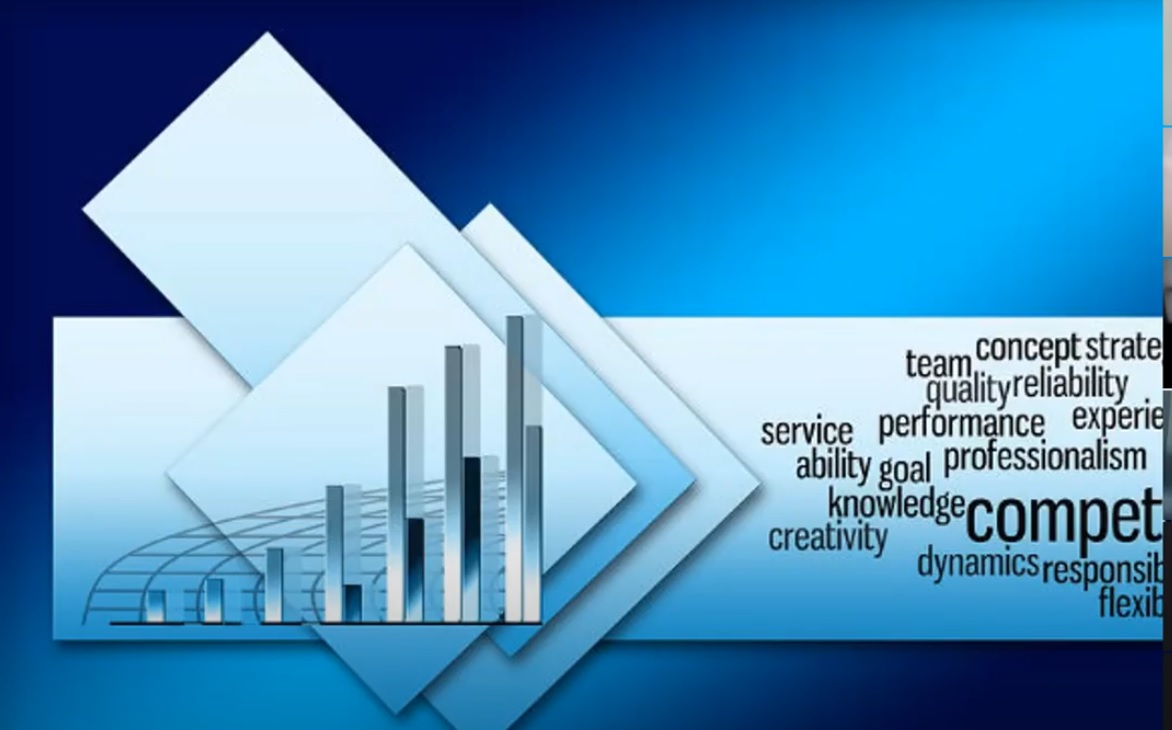 concept strate
team
quality reliability
service performance experie
ability goal professionalism
knowledge compet
creativity
dynamics responsib
flexib